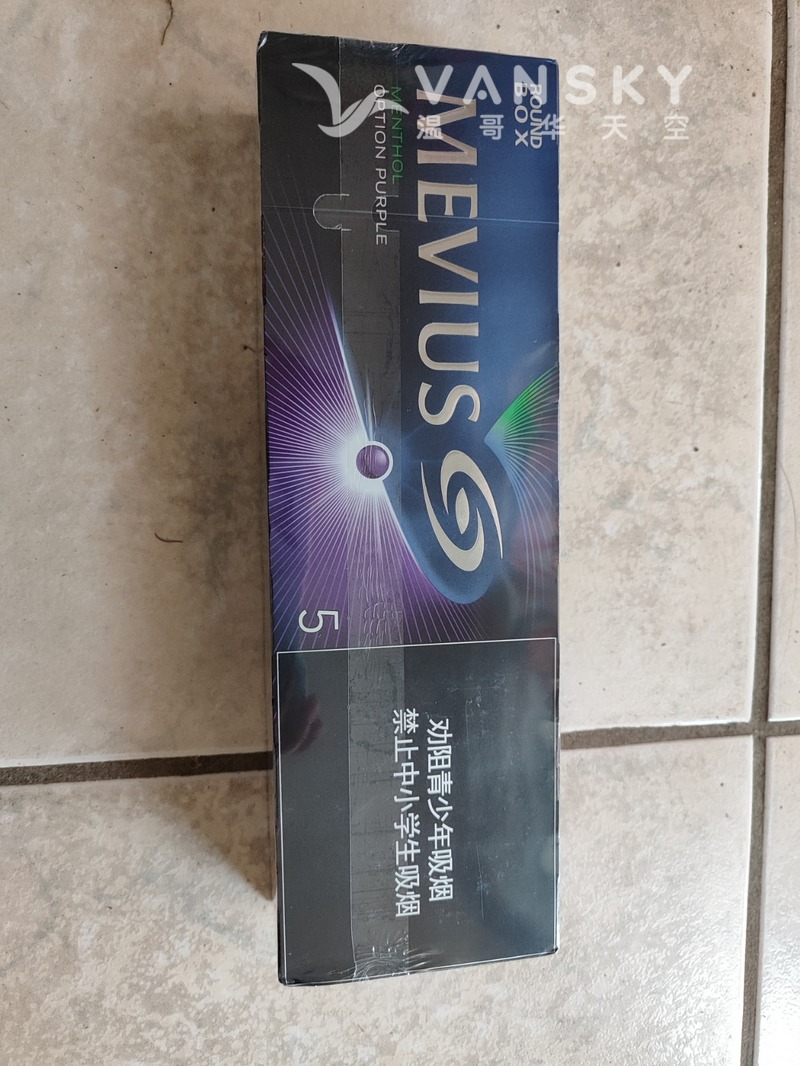 VANSKY
温哥华天空
ROUND
BOX
MEVIUS
MENTHOL
OPTION PURPLE
5
劝阻青少年吸烟
禁止中小学生吸烟